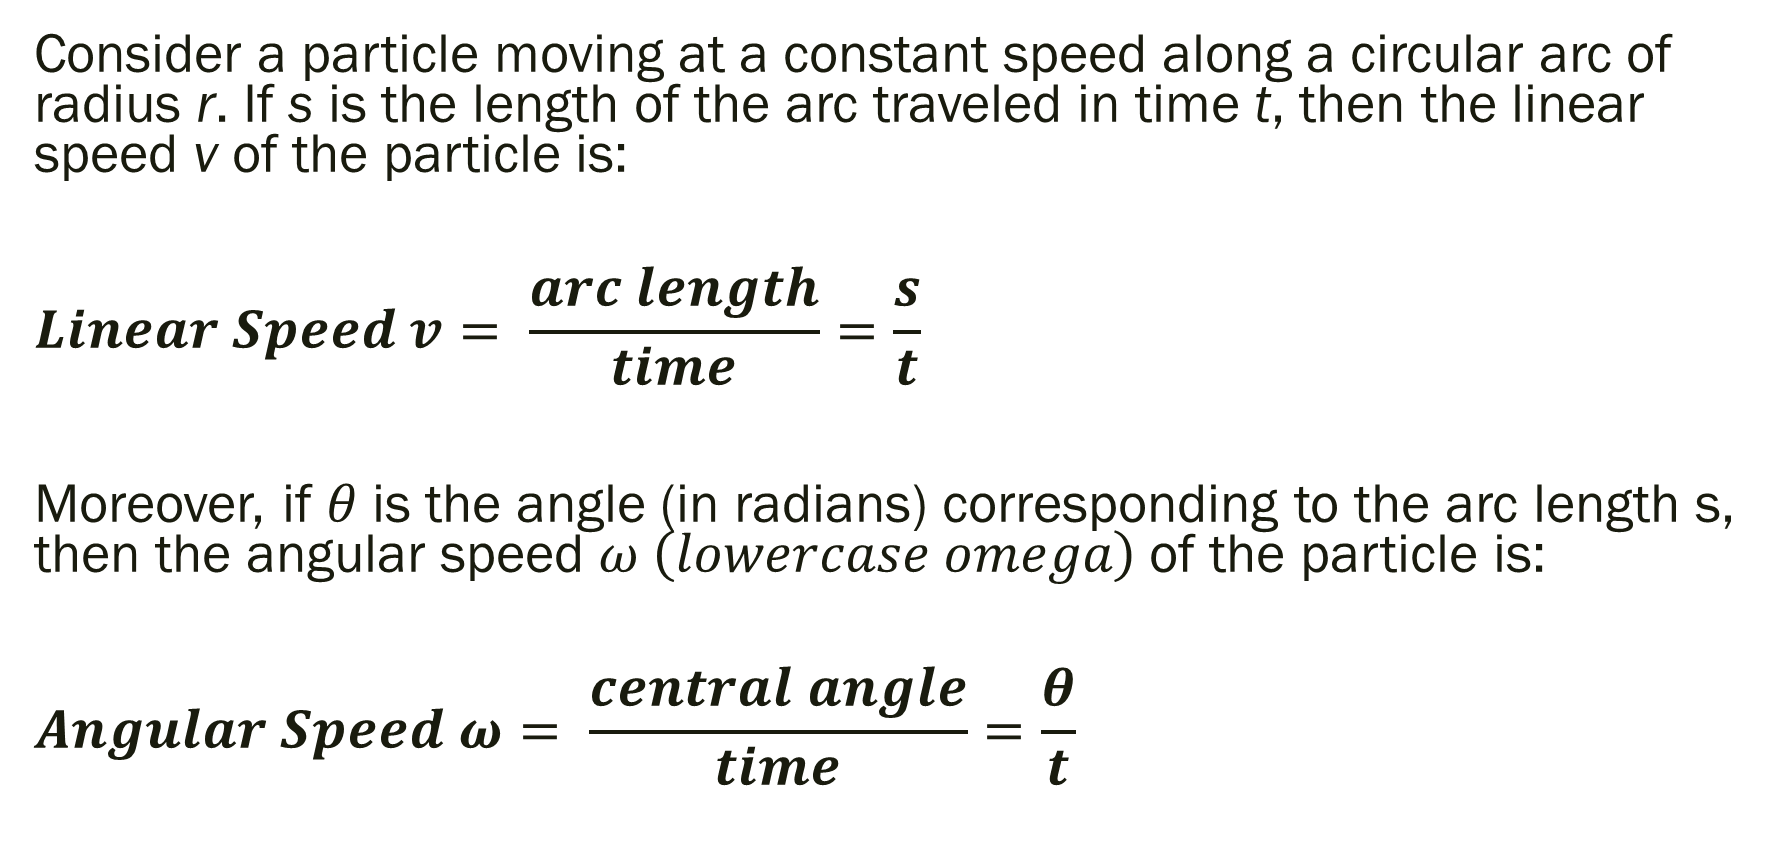 Consider a particle moving at a constant speed along a circular arc of
radius r. If s is the length of the arc traveled in time t, then the linear
speed v of the particle is:
Linear Speed v = arc length / time = s / t
Moreover, if θ is the angle (in radians) corresponding to the arc length s,
then the angular speed ω (lowercase omega) of the particle is:
Angular Speed ω = central angle / time = θ / t